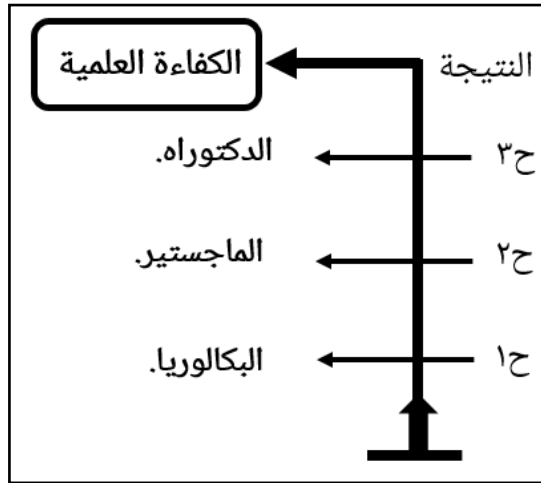 النتيجة الكفاءة العلمية
ح٣ الدكتوراه.
ح٢ الماجستير.
ح١ البكالوريا.